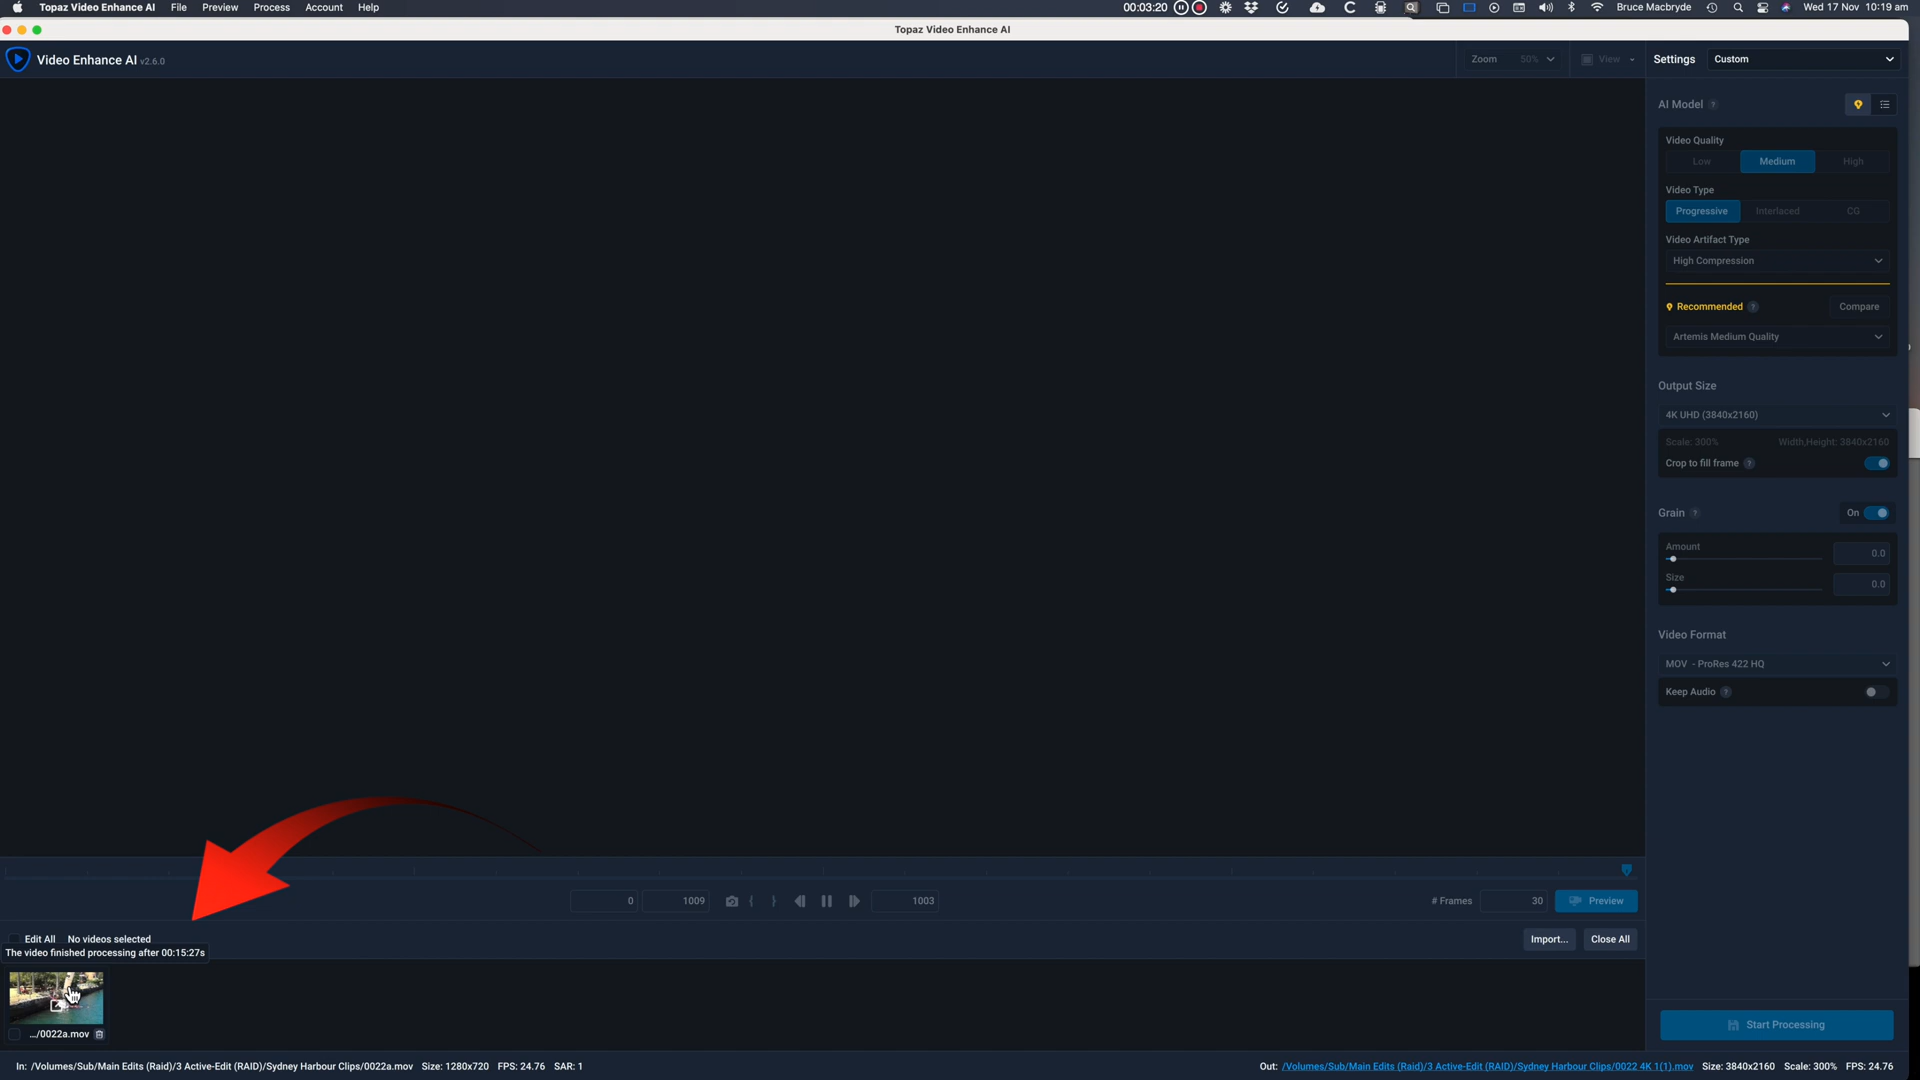 Topaz Video Enhance AI File Preview Process Account Help 00:03:20 Bruce Macbryde Wed 17 Nov 10:19 am
Topaz Video Enhance AI
Video Enhance AI v2.6.0
Zoom 50% View
Settings Custom
AI Model ?
Video Quality
Low Medium High
Video Type
Progressive Interlaced CG
Video Artifact Type
High Compression
Recommended ? Compare
Artemis Medium Quality
Output Size
4K UHD (3840x2160)
Scale: 300% Width,Height: 3840x2160
Crop to fill frame ?
Grain ? On
Amount 0.0
Size 0.0
Video Format
MOV - ProRes 422 HQ
Keep Audio ?
0 1009 { } 1003 # Frames 30 Preview
Edit All No videos selected Import... Close All
The video finished processing after 00:15:27s
.../0022a.mov
Start Processing
In: /Volumes/Sub/Main Edits (Raid)/3 Active-Edit (RAID)/Sydney Harbour Clips/0022a.mov Size: 1280x720 FPS: 24.76 SAR: 1 Out: /Volumes/Sub/Main Edits (Raid)/3 Active-Edit (RAID)/Sydney Harbour Clips/0022 4K 1(1).mov Size: 3840x2160 Scale: 300% FPS: 24.76